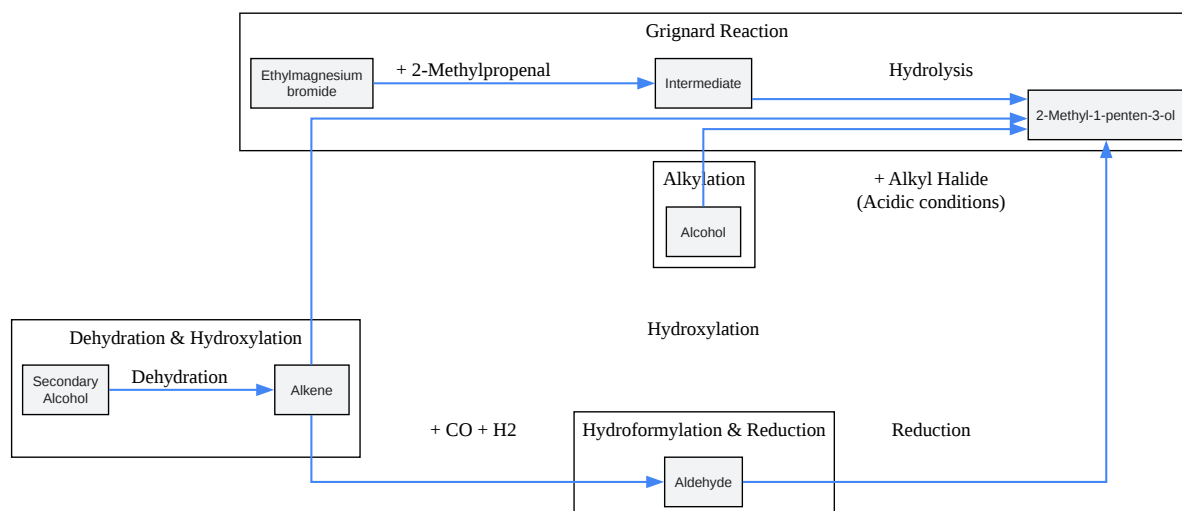 Grignard Reaction
Ethylmagnesium
bromide
+ 2-Methylpropenal
Intermediate
Hydrolysis
2-Methyl-1-penten-3-ol
Alkylation
Alcohol
+ Alkyl Halide
(Acidic conditions)
Dehydration & Hydroxylation
Secondary
Alcohol
Dehydration
Alkene
Hydroxylation
+ CO + H2
Hydroformylation & Reduction
Aldehyde
Reduction